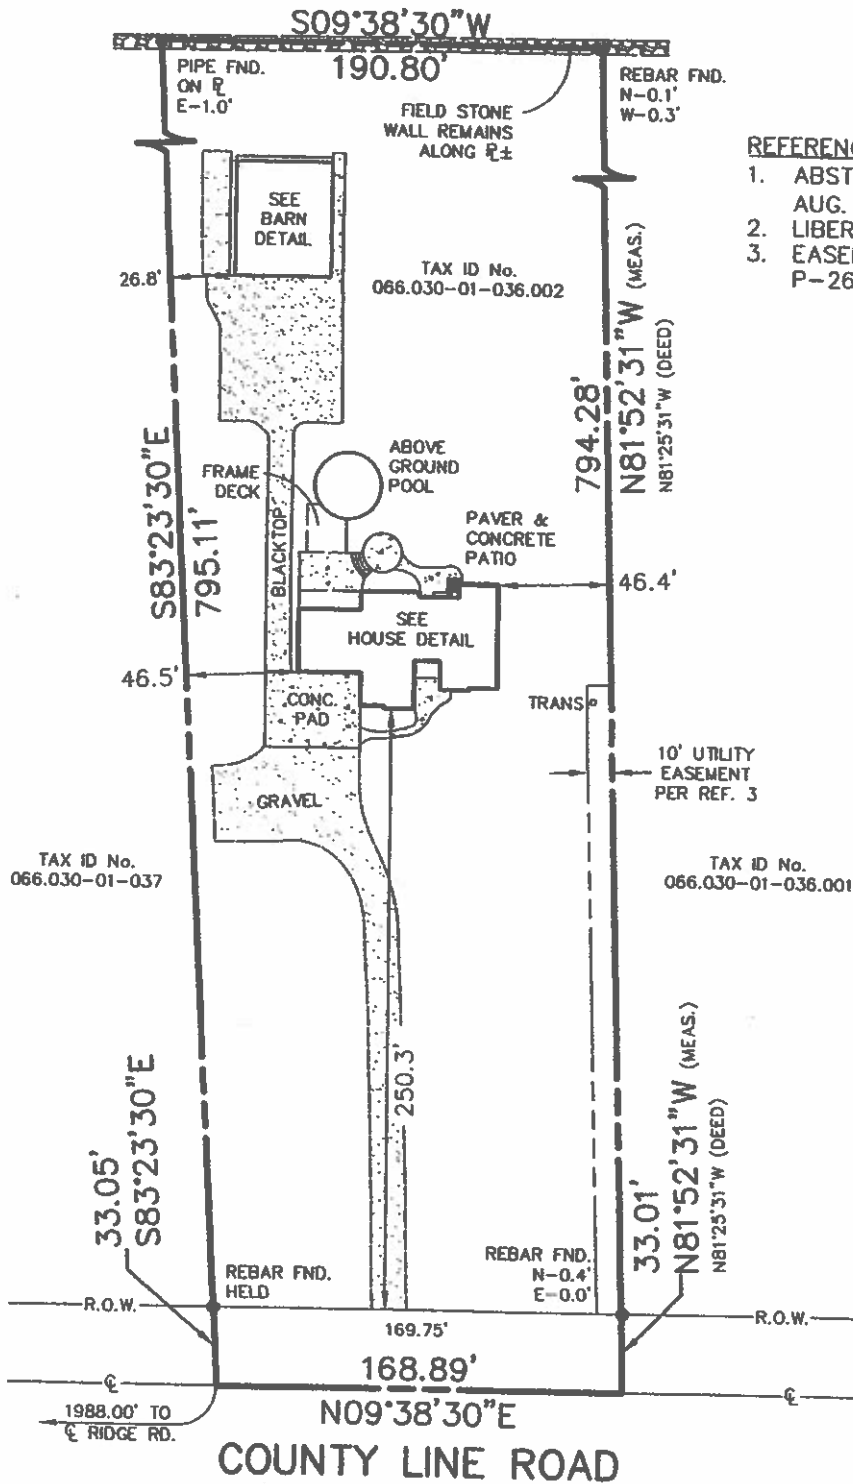 S09°38'30"W
190.80'
PIPE FND.
ON ℙL
E-1.0'
REBAR FND.
N-0.1'
W-0.3'
FIELD STONE
WALL REMAINS
ALONG ℙL±
REFEREN
1. ABST
AUG.
2. LIBER
3. EASE
P-26
SEE
BARN
DETAIL
26.8'
TAX ID No.
066.030-01-036.002
794.28'
N81°52'31"W (MEAS.)
N81°25'31"W (DEED)
S83°23'30"E
795.11'
FRAME
DECK
ABOVE
GROUND
POOL
BLACKTOP
PAVER &
CONCRETE
PATIO
46.4'
SEE
HOUSE DETAIL
46.5'
CONC.
PAD
TRANS
10' UTILITY
EASEMENT
PER REF. 3
GRAVEL
TAX ID No.
066.030-01-037
TAX ID No.
066.030-01-036.001
250.3'
33.05'
S83°23'30"E
33.01'
N81°52'31"W (MEAS.)
N81°25'31"W (DEED)
REBAR FND.
HELD
REBAR FND.
N-0.4'
E-0.0'
R.O.W.
R.O.W.
169.75'
168.89'
N09°38'30"E
℄
℄
1988.00' TO
℄ RIDGE RD.
COUNTY LINE ROAD